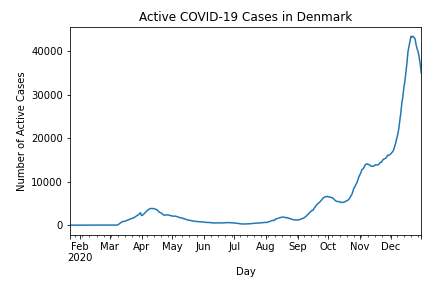 Active COVID-19 Cases in Denmark
Number of Active Cases
40000
30000
20000
10000
0
Feb Mar Apr May Jun Jul Aug Sep Oct Nov Dec
2020
Day